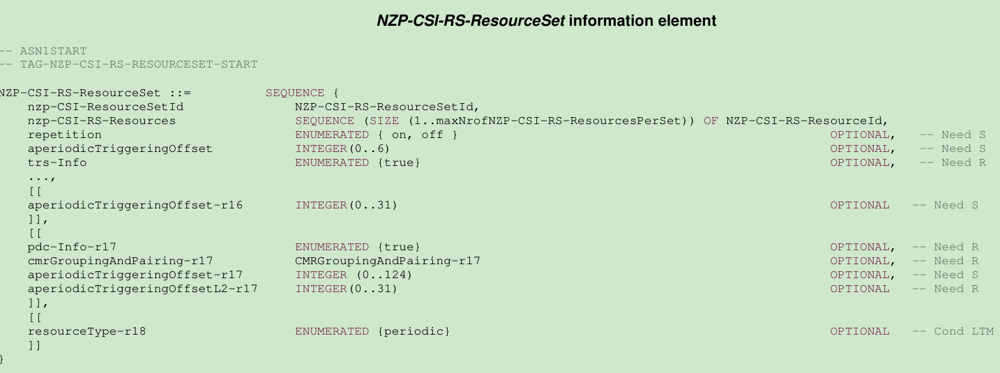 NZP-CSI-RS-ResourceSet information element
-- ASN1START
-- TAG-NZP-CSI-RS-RESOURCESET-START
NZP-CSI-RS-ResourceSet ::= SEQUENCE {
nzp-CSI-ResourceSetId NZP-CSI-RS-ResourceSetId,
nzp-CSI-RS-Resources SEQUENCE (SIZE (1..maxNrofNZP-CSI-RS-ResourcesPerSet)) OF NZP-CSI-RS-ResourceId,
repetition ENUMERATED { on, off } OPTIONAL, -- Need S
aperiodicTriggeringOffset INTEGER(0..6) OPTIONAL, -- Need S
trs-Info ENUMERATED {true} OPTIONAL, -- Need R
...,
[[
aperiodicTriggeringOffset-r16 INTEGER(0..31) OPTIONAL -- Need S
]],
[[
pdc-Info-r17 ENUMERATED {true} OPTIONAL, -- Need R
cmrGroupingAndPairing-r17 CMRGroupingAndPairing-r17 OPTIONAL, -- Need R
aperiodicTriggeringOffset-r17 INTEGER (0..124) OPTIONAL, -- Need S
aperiodicTriggeringOffsetL2-r17 INTEGER(0..31) OPTIONAL -- Need R
]],
[[
resourceType-r18 ENUMERATED {periodic} OPTIONAL -- Cond LTM
]]
}